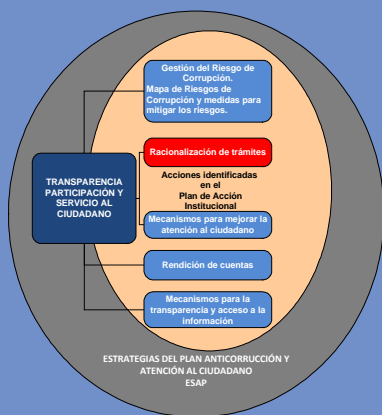 Gestión del Riesgo de
Corrupción.
Mapa de Riesgos de
Corrupción y medidas para
mitigar los riesgos.
Racionalización de trámites
TRANSPARENCIA
PARTICIPACIÓN Y
SERVICIO AL
CIUDADANO
Acciones identificadas
en el
Plan de Acción
Institucional
Mecanismos para mejorar la
atención al ciudadano
Rendición de cuentas
Mecanismos para la
transparencia y acceso a la
información
ESTRATEGIAS DEL PLAN ANTICORRUCCIÓN Y
ATENCIÓN AL CIUDADANO
ESAP